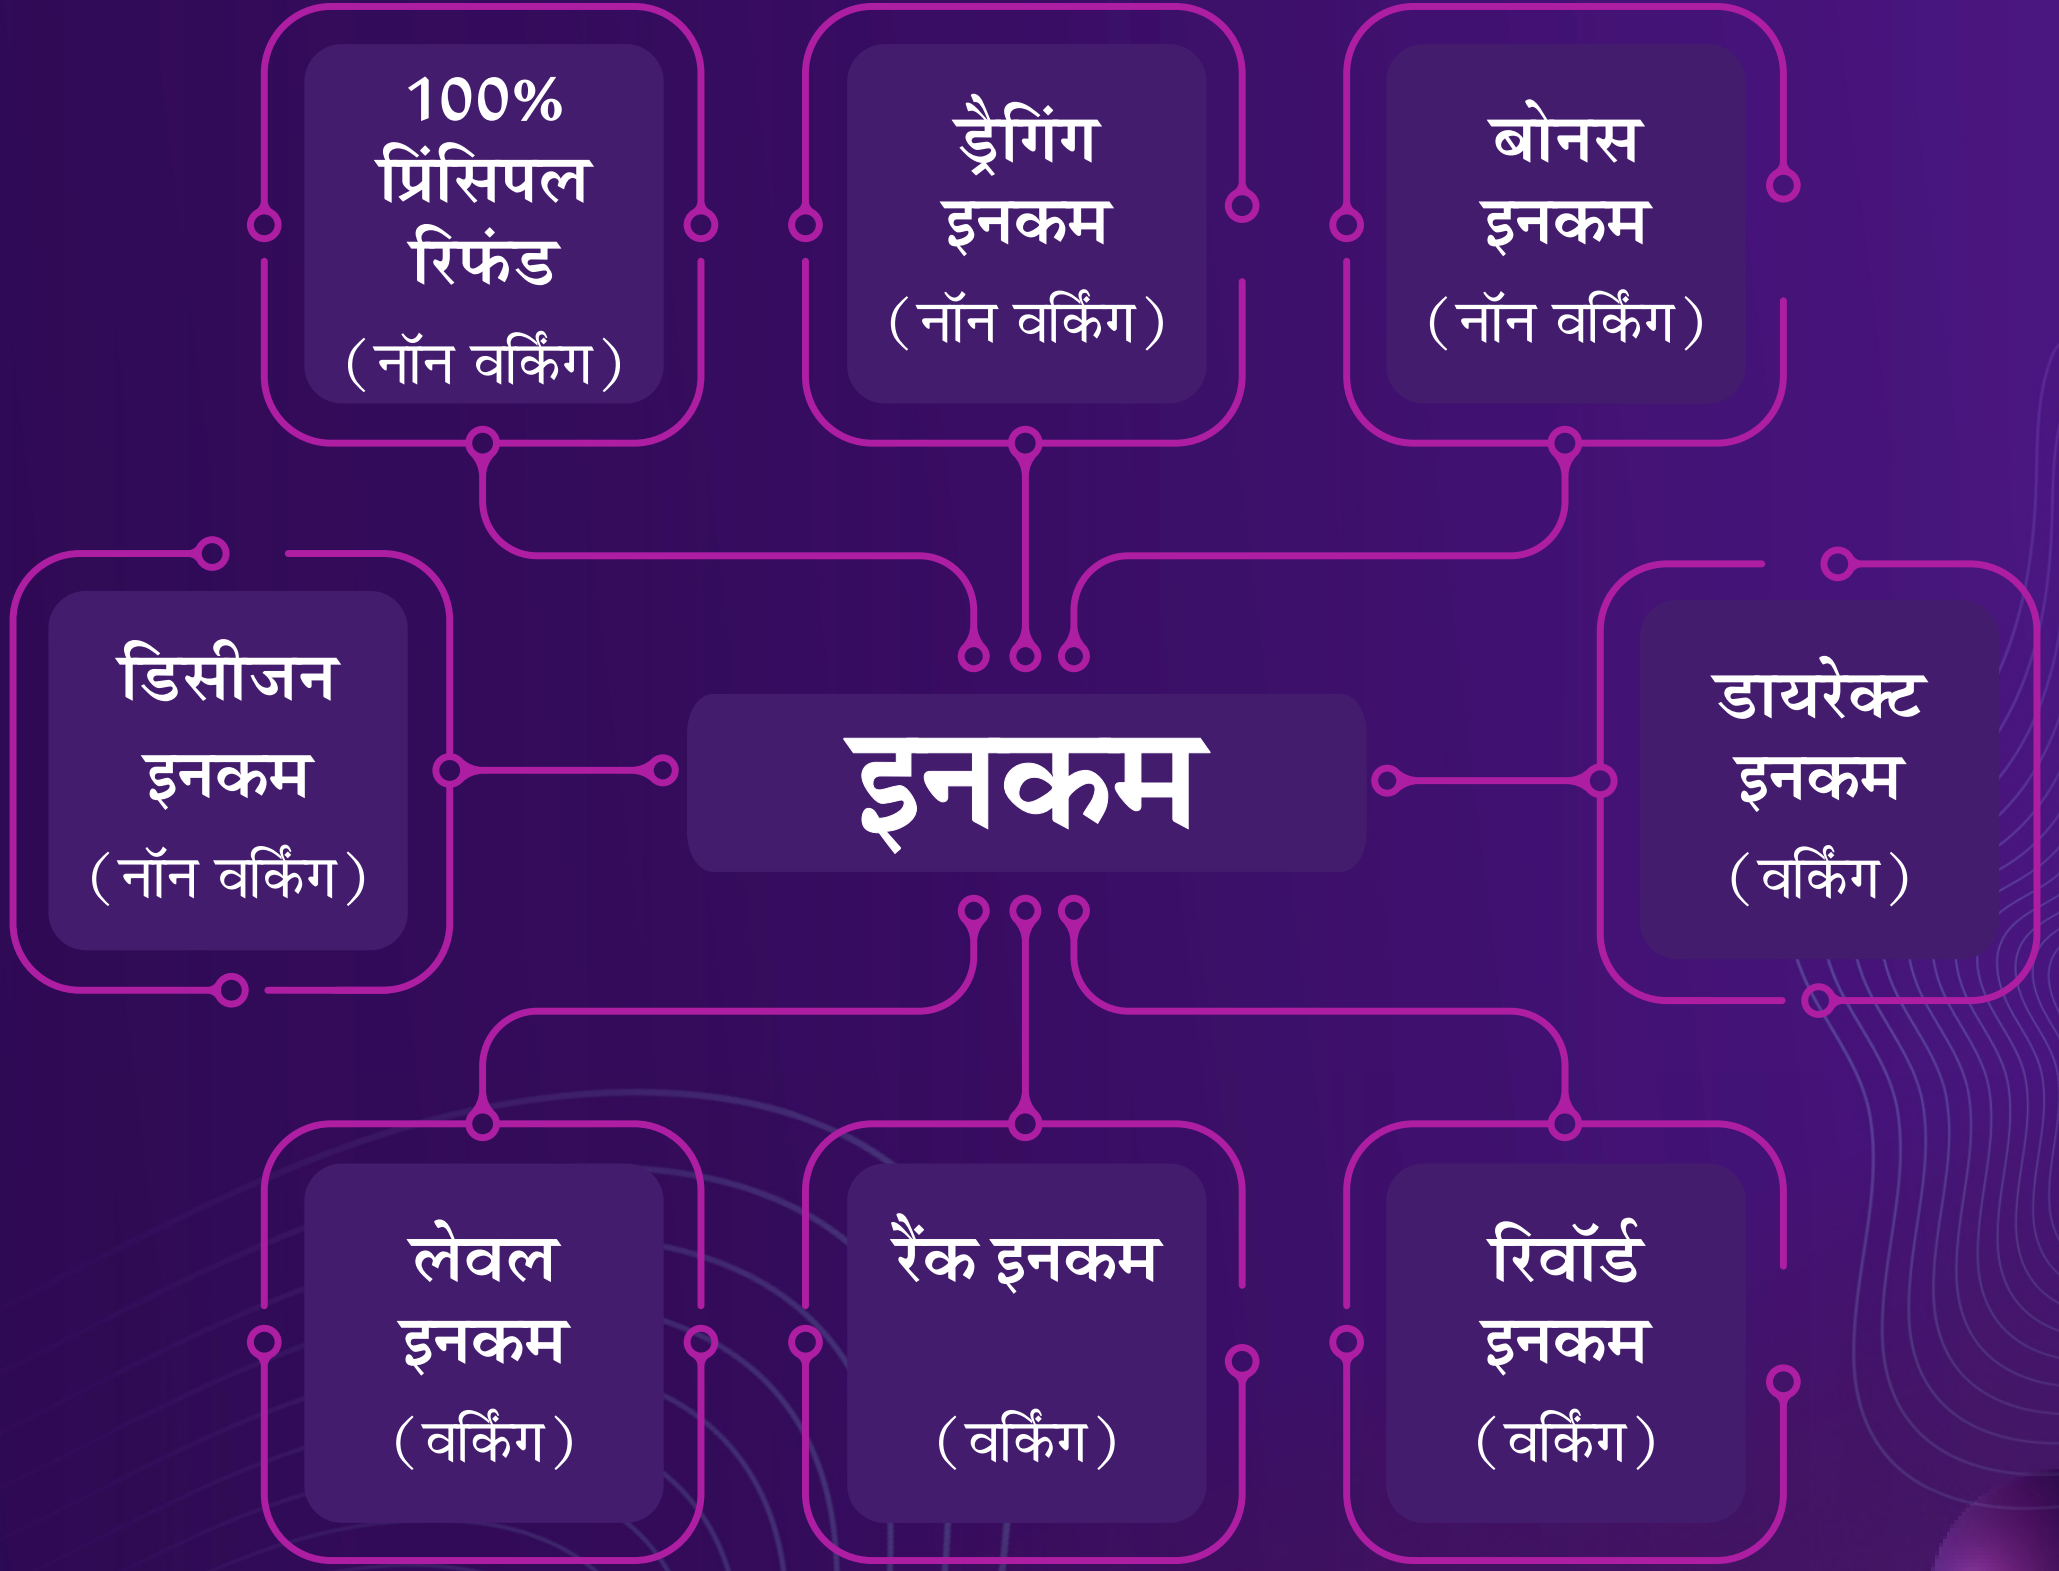 100%
प्रिंसिपल
रिफंड
(नॉन वर्किंग)
ड्रैगिंग
इनकम
(नॉन वर्किंग)
बोनस
इनकम
(नॉन वर्किंग)
डिसीजन
इनकम
(नॉन वर्किंग)
इनकम
डायरेक्ट
इनकम
(वर्किंग)
लेवल
इनकम
(वर्किंग)
रैंक इनकम
(वर्किंग)
रिवॉर्ड
इनकम
(वर्किंग)